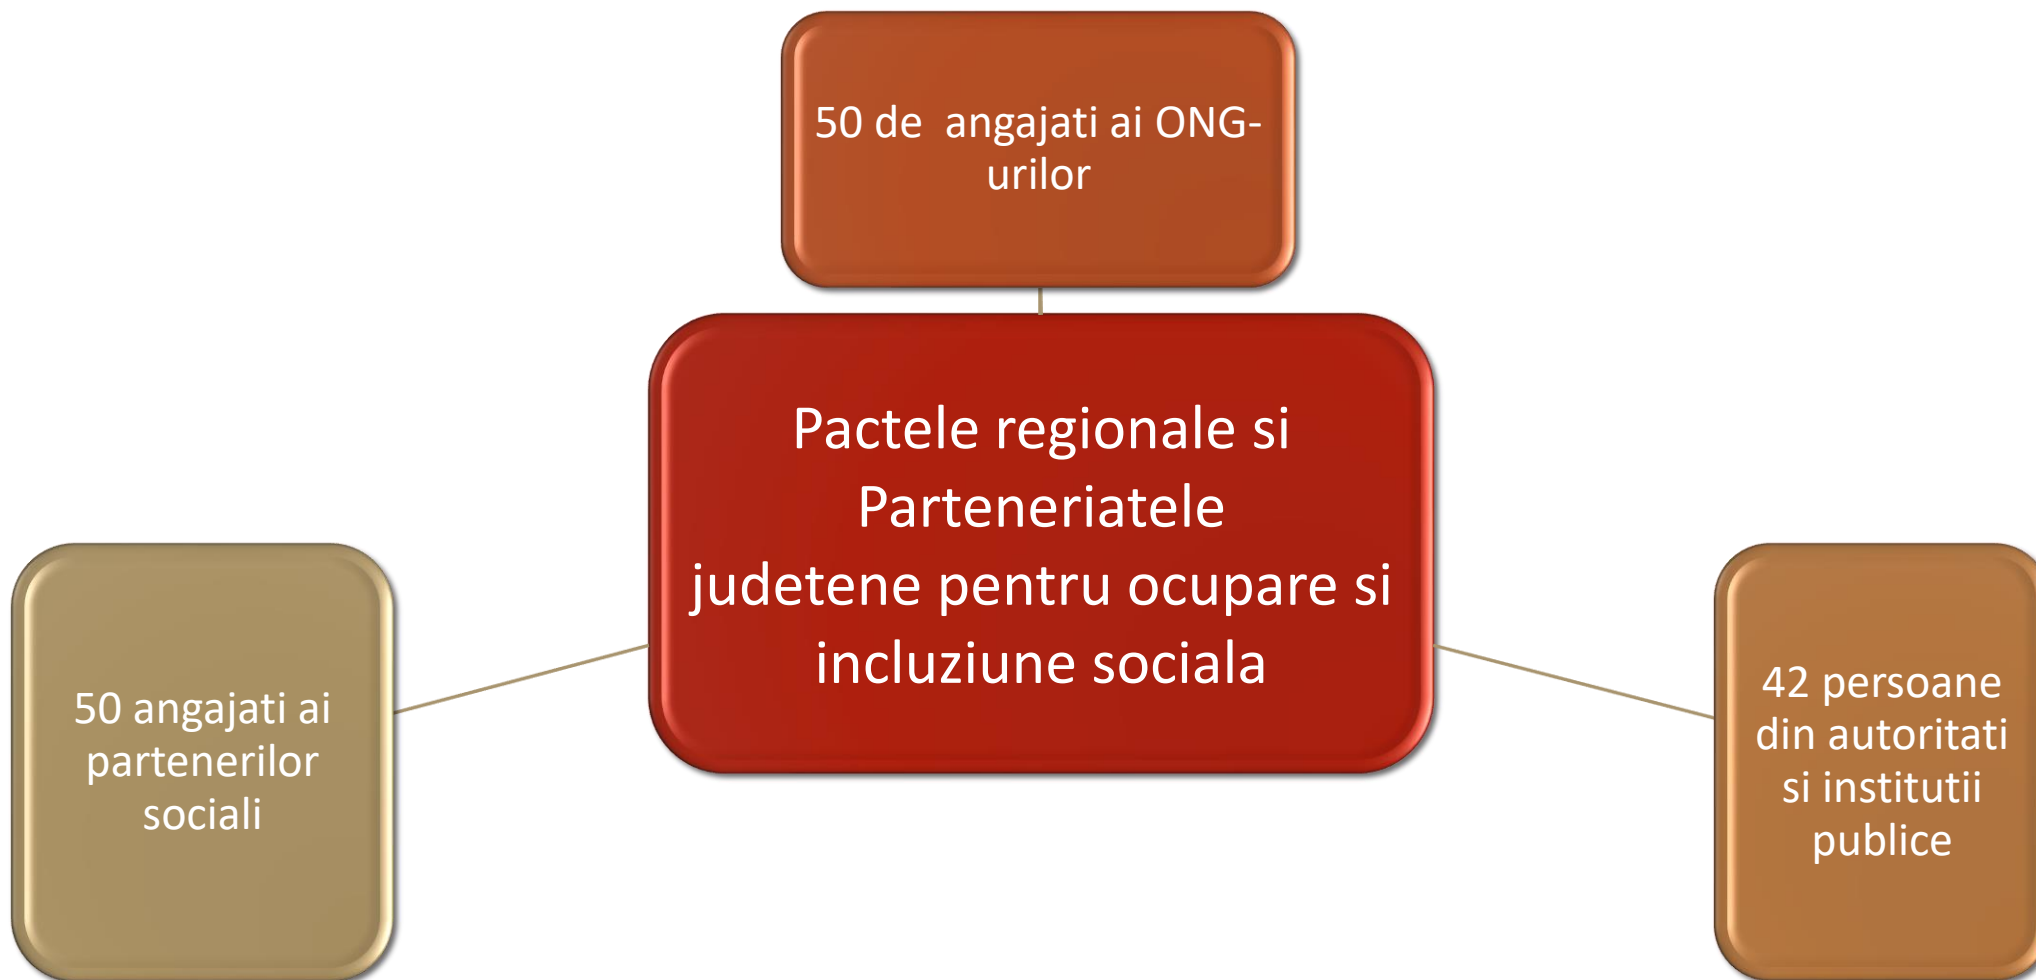 50 de  angajati ai ONG-
urilor
Pactele regionale si
Parteneriatele
judetene pentru ocupare si
incluziune sociala
50 angajati ai
partenerilor
sociali
42 persoane
din autoritati
si institutii
publice